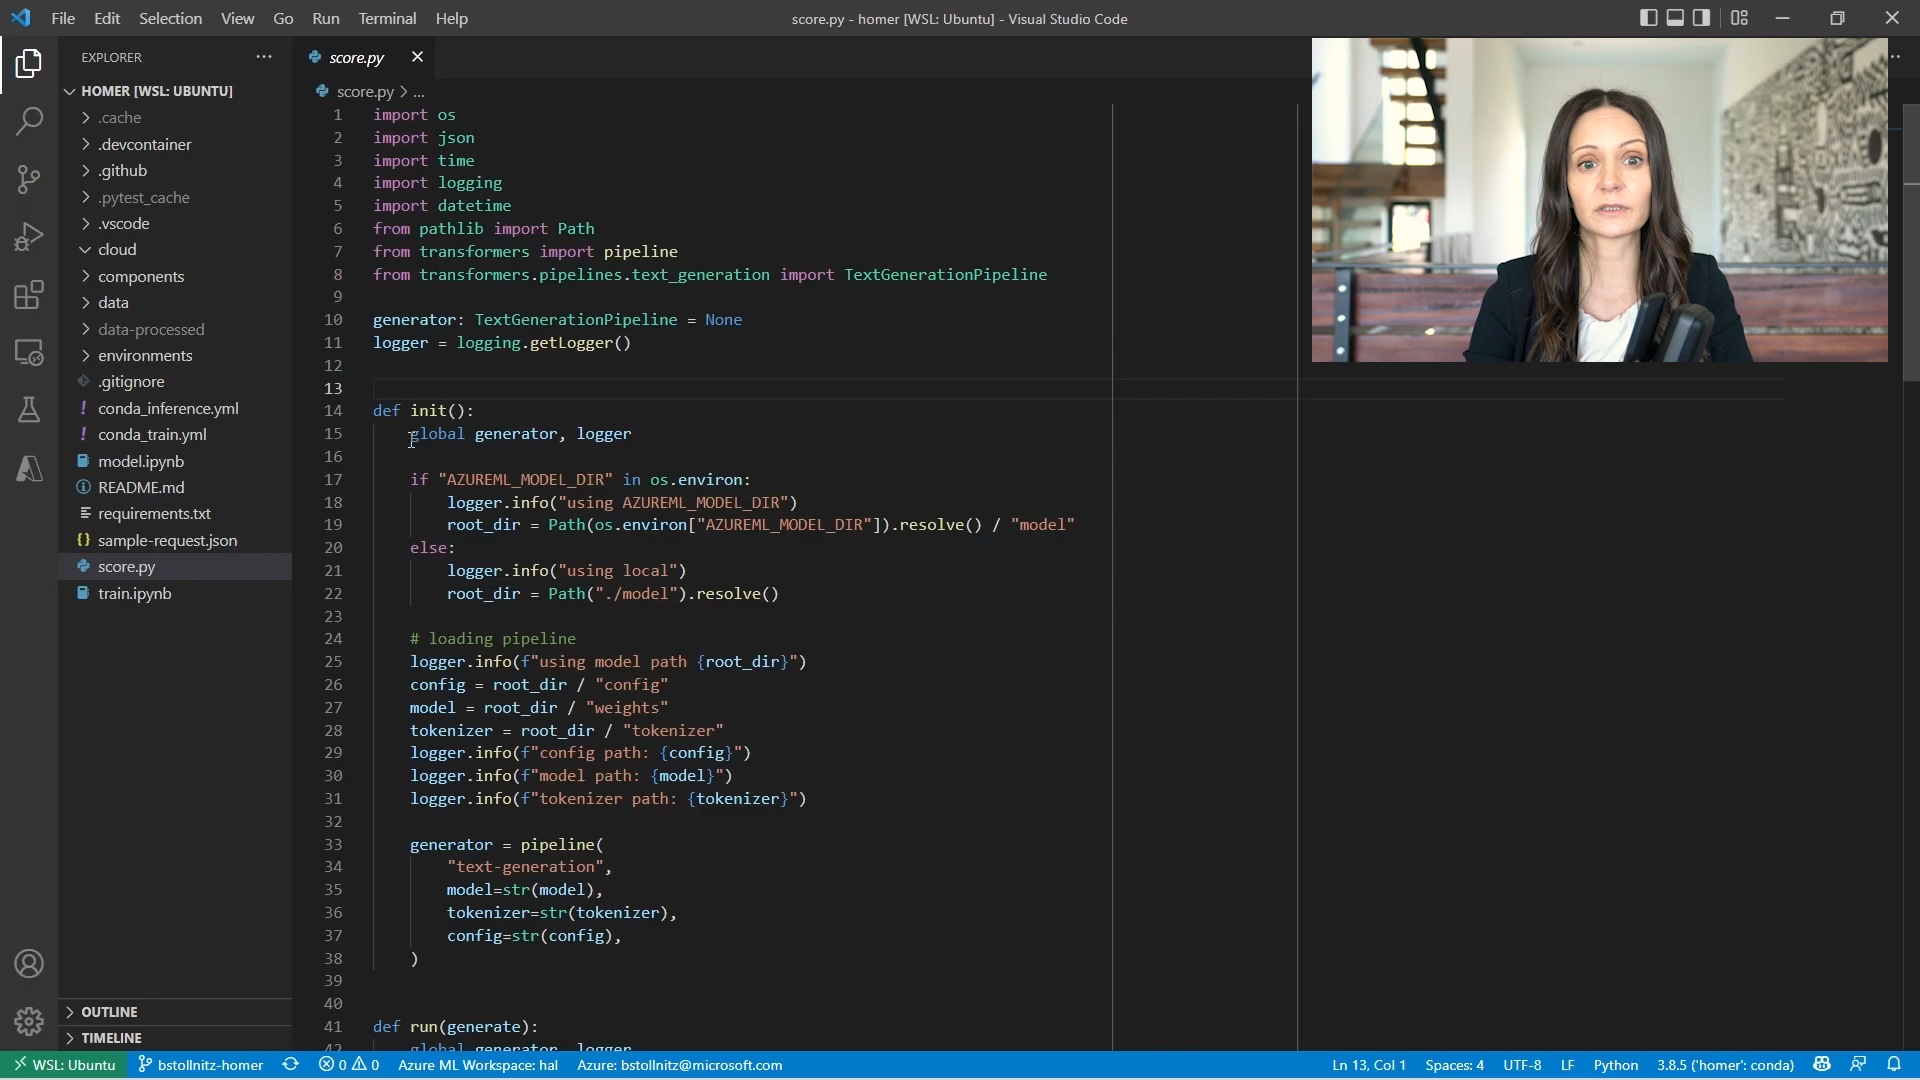 File Edit Selection View Go Run Terminal Help
score.py - homer [WSL: Ubuntu] - Visual Studio Code
EXPLORER
HOMER [WSL: UBUNTU]
.cache
.devcontainer
.github
.pytest_cache
.vscode
cloud
components
data
data-processed
environments
.gitignore
! conda_inference.yml
! conda_train.yml
model.ipynb
README.md
requirements.txt
{} sample-request.json
score.py
train.ipynb
OUTLINE
TIMELINE
score.py
score.py > ...
1 import os
2 import json
3 import time
4 import logging
5 import datetime
6 from pathlib import Path
7 from transformers import pipeline
8 from transformers.pipelines.text_generation import TextGenerationPipeline
9
10 generator: TextGenerationPipeline = None
11 logger = logging.getLogger()
12
13
14 def init():
15 global generator, logger
16
17 if "AZUREML_MODEL_DIR" in os.environ:
18 logger.info("using AZUREML_MODEL_DIR")
19 root_dir = Path(os.environ["AZUREML_MODEL_DIR"]).resolve() / "model"
20 else:
21 logger.info("using local")
22 root_dir = Path("./model").resolve()
23
24 # loading pipeline
25 logger.info(f"using model path {root_dir}")
26 config = root_dir / "config"
27 model = root_dir / "weights"
28 tokenizer = root_dir / "tokenizer"
29 logger.info(f"config path: {config}")
30 logger.info(f"model path: {model}")
31 logger.info(f"tokenizer path: {tokenizer}")
32
33 generator = pipeline(
34 "text-generation",
35 model=str(model),
36 tokenizer=str(tokenizer),
37 config=str(config),
38 )
39
40
41 def run(generate):
42 global generator, logger
WSL: Ubuntu bstollnitz-homer 0 0 Azure ML Workspace: hal Azure: bstollnitz@microsoft.com Ln 13, Col 1 Spaces: 4 UTF-8 LF Python 3.8.5 ('homer': conda)